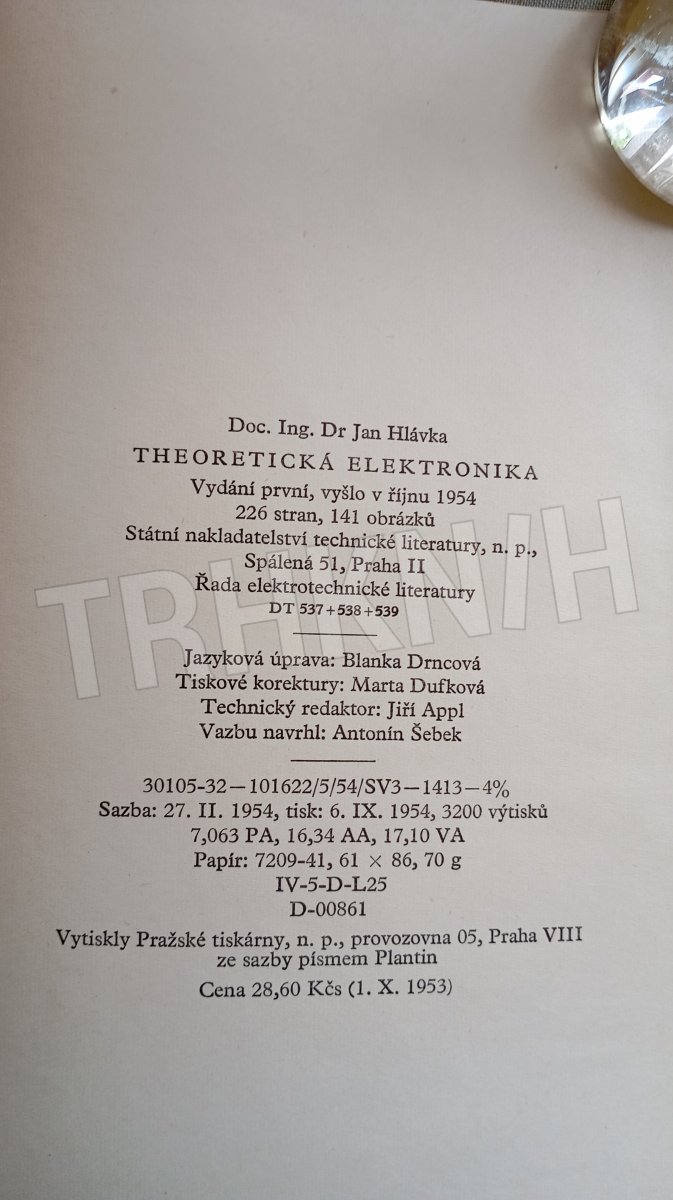 Doc. Ing. Dr Jan Hlávka
THEORETICKÁ ELEKTRONIKA
Vydání první, vyšlo v říjnu 1954
226 stran, 141 obrázků
Státní nakladatelství technické literatury, n. p.,
Spálená 51, Praha II
Řada elektrotechnické literatury
DT 537+538+539
TRHKNIH
Jazyková úprava: Blanka Drncová
Tiskové korektury: Marta Dufková
Technický redaktor: Jiří Appl
Vazbu navrhl: Antonín Šebek
30105-32—101622/5/54/SV3—1413—4%
Sazba: 27. II. 1954, tisk: 6. IX. 1954, 3200 výtisků
7,063 PA, 16,34 AA, 17,10 VA
Papír: 7209-41, 61 × 86, 70 g
IV-5-D-L25
D-00861
Vytiskly Pražské tiskárny, n. p., provozovna 05, Praha VIII
ze sazby písmem Plantin
Cena 28,60 Kčs (1. X. 1953)